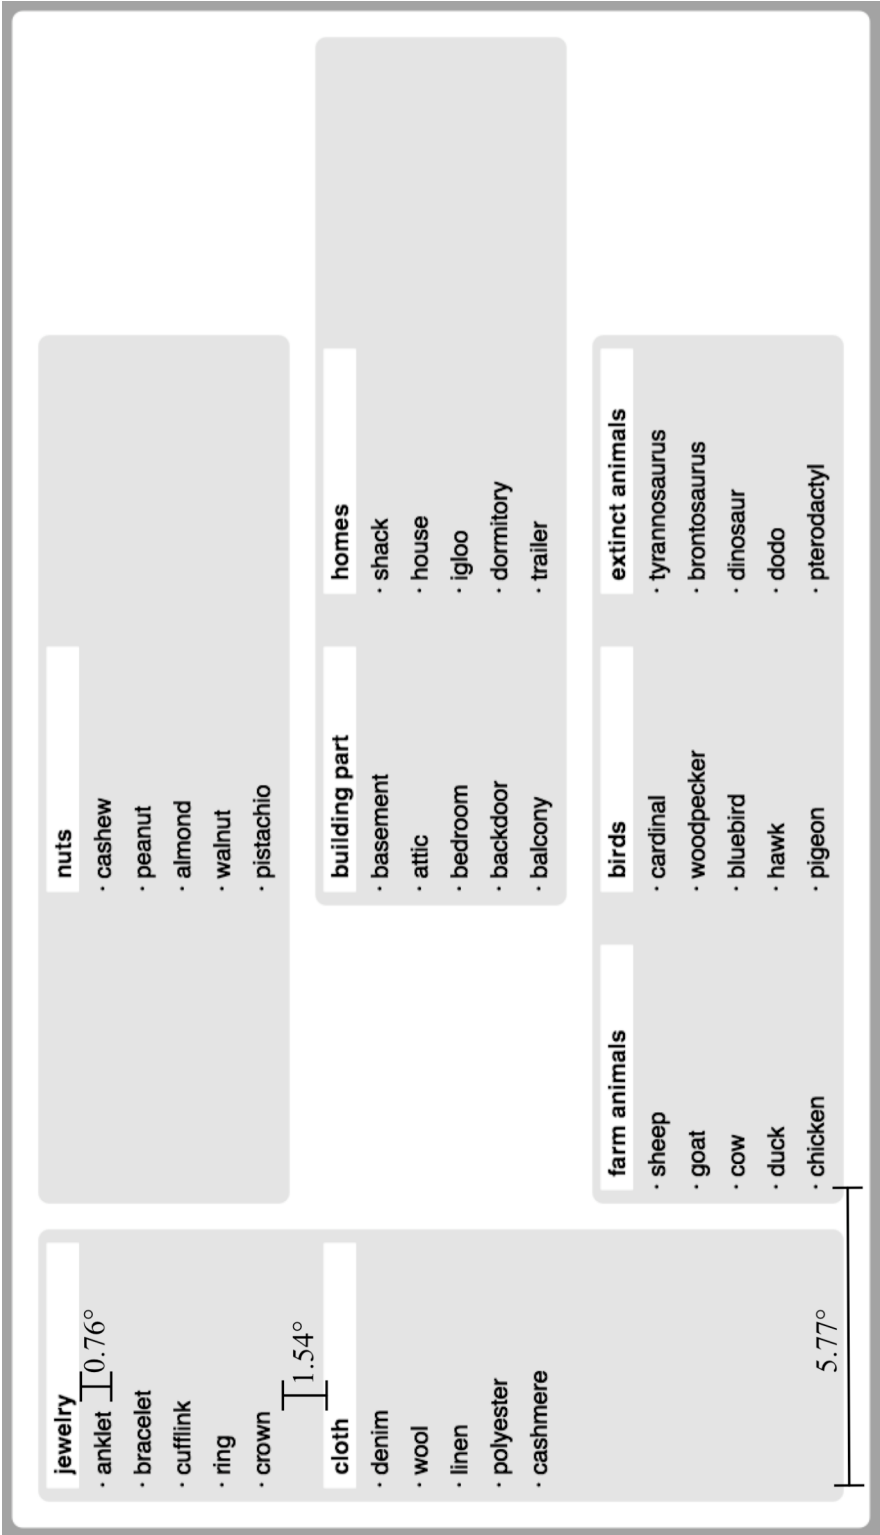 jewelry
· anklet
· bracelet
· cufflink
· ring
· crown
0.76°
1.54°
cloth
· denim
· wool
· linen
· polyester
· cashmere
nuts
· cashew
· peanut
· almond
· walnut
· pistachio
building part
· basement
· attic
· bedroom
· backdoor
· balcony
homes
· shack
· house
· igloo
· dormitory
· trailer
farm animals
· sheep
· goat
· cow
· duck
· chicken
birds
· cardinal
· woodpecker
· bluebird
· hawk
· pigeon
extinct animals
· tyrannosaurus
· brontosaurus
· dinosaur
· dodo
· pterodactyl
5.77°